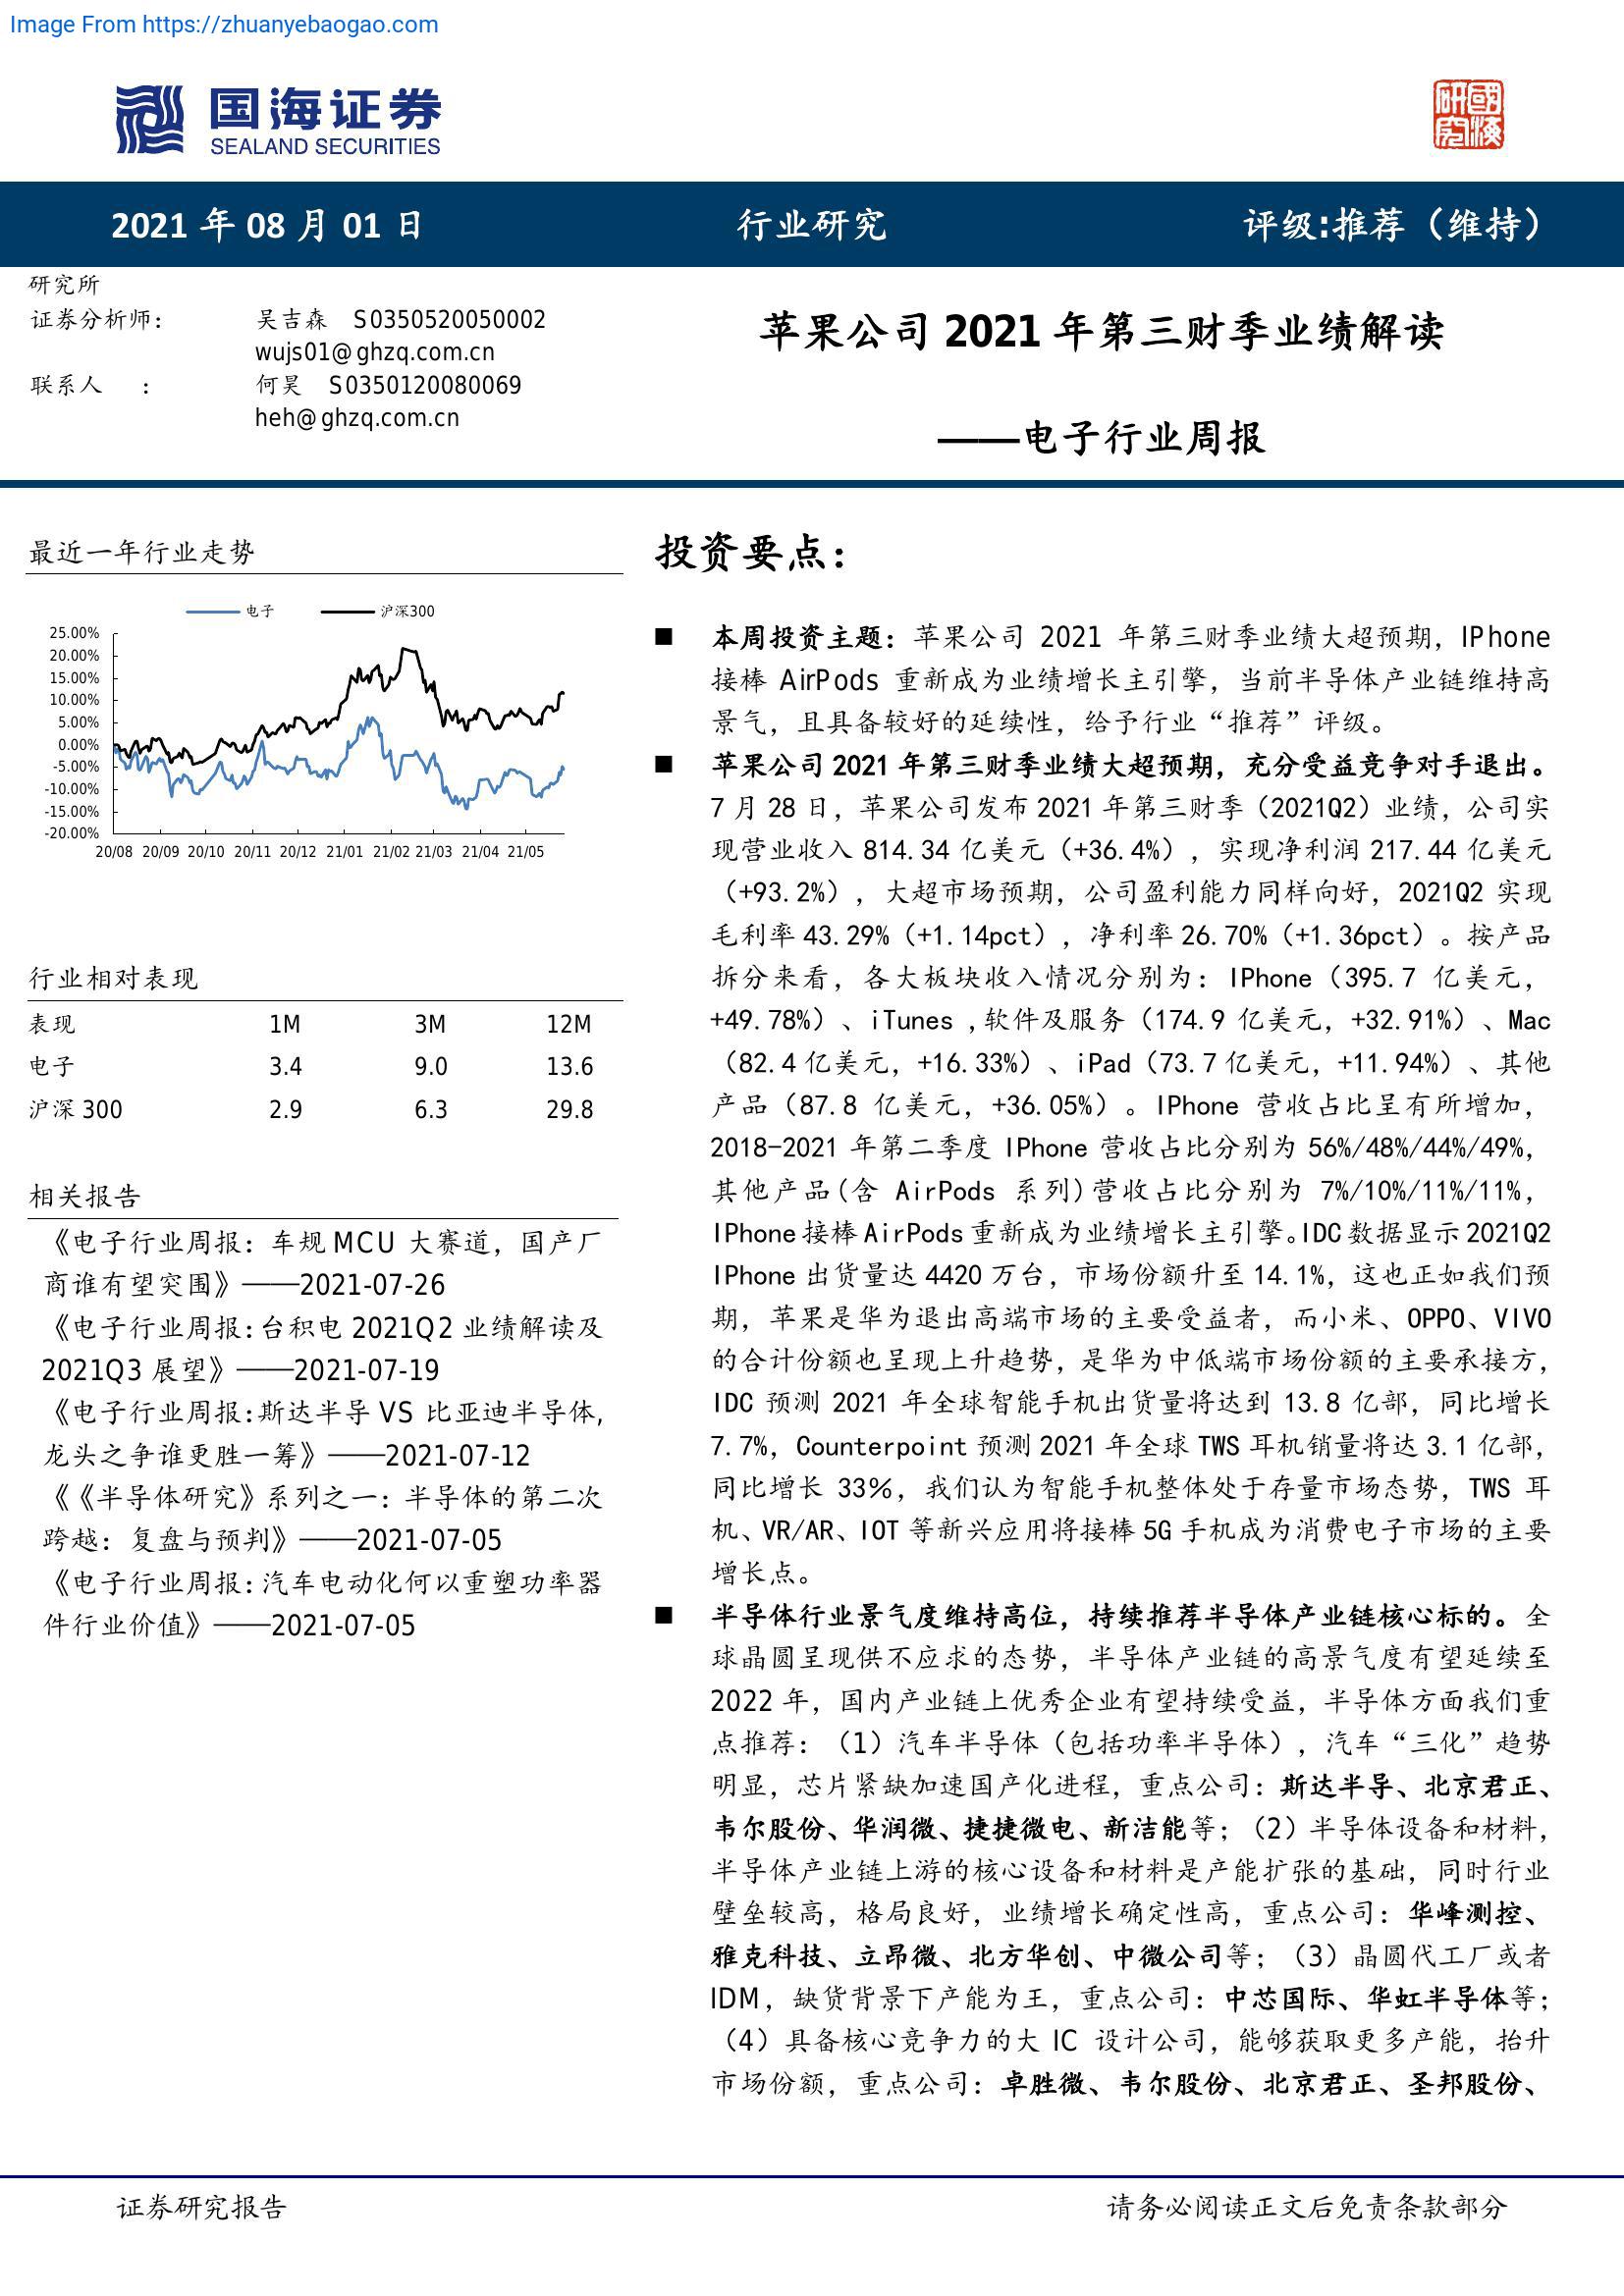 Image From https://zhuanyebaogao.com
国海证券
SEALAND SECURITIES
國海
研究
2021 年 08 月 01 日
行业研究
评级:推荐（维持）
研究所
证券分析师： 吴吉森 S0350520050002
wujs01@ghzq.com.cn
联系人 ： 何昊 S0350120080069
heh@ghzq.com.cn
苹果公司 2021 年第三财季业绩解读
——电子行业周报
最近一年行业走势
电子 沪深300
25.00%
20.00%
15.00%
10.00%
5.00%
0.00%
-5.00%
-10.00%
-15.00%
-20.00%
20/08 20/09 20/10 20/11 20/12 21/01 21/02 21/03 21/04 21/05
行业相对表现
表现 1M 3M 12M
电子 3.4 9.0 13.6
沪深 300 2.9 6.3 29.8
相关报告
《电子行业周报：车规 MCU 大赛道，国产厂
商谁有望突围》——2021-07-26
《电子行业周报:台积电 2021Q2 业绩解读及
2021Q3 展望》——2021-07-19
《电子行业周报:斯达半导 VS 比亚迪半导体,
龙头之争谁更胜一筹》——2021-07-12
《《半导体研究》系列之一：半导体的第二次
跨越：复盘与预判》——2021-07-05
《电子行业周报:汽车电动化何以重塑功率器
件行业价值》——2021-07-05
投资要点：
■ 本周投资主题：苹果公司 2021 年第三财季业绩大超预期，IPhone
接棒 AirPods 重新成为业绩增长主引擎，当前半导体产业链维持高
景气，且具备较好的延续性，给予行业“推荐”评级。
■ 苹果公司 2021 年第三财季业绩大超预期，充分受益竞争对手退出。
7 月 28 日，苹果公司发布 2021 年第三财季（2021Q2）业绩，公司实
现营业收入 814.34 亿美元（+36.4%），实现净利润 217.44 亿美元
（+93.2%），大超市场预期，公司盈利能力同样向好，2021Q2 实现
毛利率 43.29%（+1.14pct），净利率 26.70%（+1.36pct）。按产品
拆分来看，各大板块收入情况分别为：IPhone（395.7 亿美元，
+49.78%）、iTunes ,软件及服务（174.9 亿美元，+32.91%）、Mac
（82.4 亿美元，+16.33%）、iPad（73.7 亿美元，+11.94%）、其他
产品（87.8 亿美元，+36.05%）。IPhone 营收占比呈有所增加，
2018-2021 年第二季度 IPhone 营收占比分别为 56%/48%/44%/49%，
其他产品(含 AirPods 系列)营收占比分别为 7%/10%/11%/11%，
IPhone 接棒 AirPods 重新成为业绩增长主引擎。IDC 数据显示 2021Q2
IPhone 出货量达 4420 万台，市场份额升至 14.1%，这也正如我们预
期，苹果是华为退出高端市场的主要受益者，而小米、OPPO、VIVO
的合计份额也呈现上升趋势，是华为中低端市场份额的主要承接方，
IDC 预测 2021 年全球智能手机出货量将达到 13.8 亿部，同比增长
7.7%，Counterpoint 预测 2021 年全球 TWS 耳机销量将达 3.1 亿部，
同比增长 33%，我们认为智能手机整体处于存量市场态势，TWS 耳
机、VR/AR、IOT 等新兴应用将接棒 5G 手机成为消费电子市场的主要
增长点。
■ 半导体行业景气度维持高位，持续推荐半导体产业链核心标的。全
球晶圆呈现供不应求的态势，半导体产业链的高景气度有望延续至
2022 年，国内产业链上优秀企业有望持续受益，半导体方面我们重
点推荐：（1）汽车半导体（包括功率半导体），汽车“三化”趋势
明显，芯片紧缺加速国产化进程，重点公司：斯达半导、北京君正、
韦尔股份、华润微、捷捷微电、新洁能等；（2）半导体设备和材料，
半导体产业链上游的核心设备和材料是产能扩张的基础，同时行业
壁垒较高，格局良好，业绩增长确定性高，重点公司：华峰测控、
雅克科技、立昂微、北方华创、中微公司等；（3）晶圆代工厂或者
IDM，缺货背景下产能为王，重点公司：中芯国际、华虹半导体等；
（4）具备核心竞争力的大 IC 设计公司，能够获取更多产能，抬升
市场份额，重点公司：卓胜微、韦尔股份、北京君正、圣邦股份、
证券研究报告
请务必阅读正文后免责条款部分